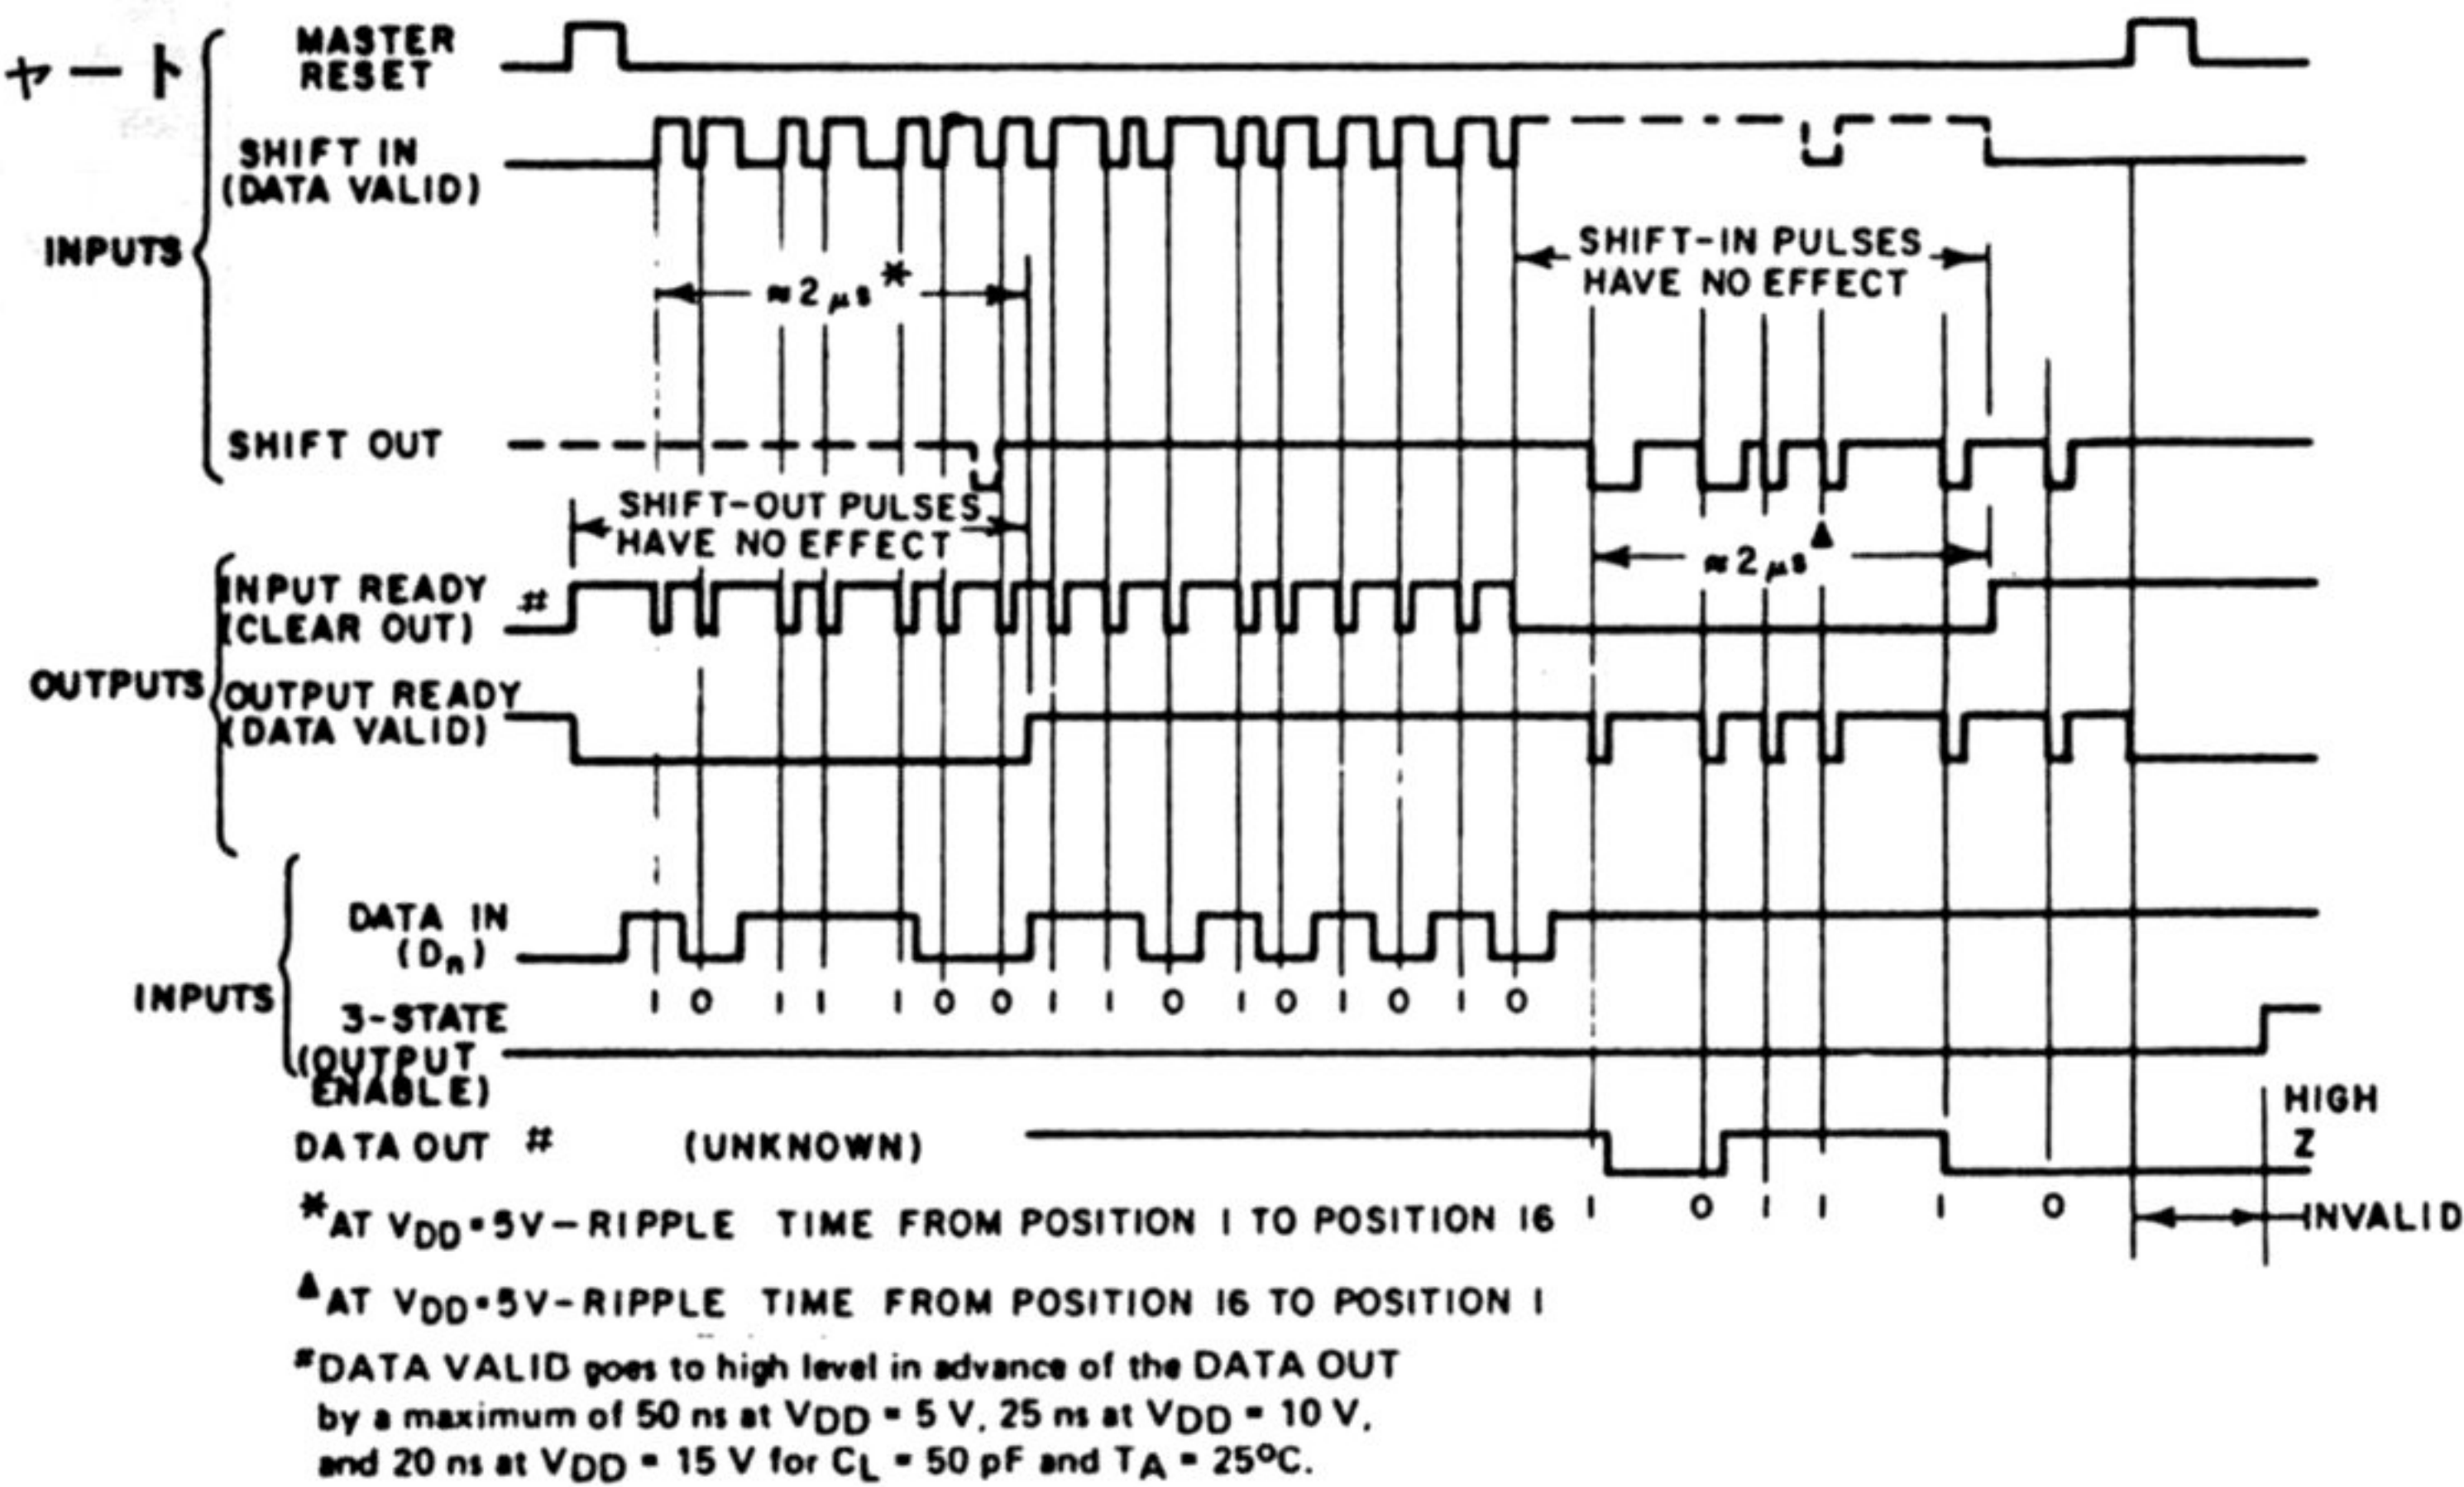 ャート
MASTER
RESET
SHIFT IN
(DATA VALID)
INPUTS
≈2 μs *
SHIFT-IN PULSES
HAVE NO EFFECT
SHIFT OUT
SHIFT-OUT PULSES
HAVE NO EFFECT
≈2 μs ▲
INPUT READY #
(CLEAR OUT)
OUTPUTS
OUTPUT READY
(DATA VALID)
DATA IN
(Dn)
INPUTS
1 0 1 1 1 0 0 1 1 0 1 0 1 0 1 0
3-STATE
(OUTPUT
ENABLE)
HIGH
Z
DATA OUT # (UNKNOWN)
1 0 1 1 1 0
INVALID
* AT VDD=5V-RIPPLE TIME FROM POSITION 1 TO POSITION 16
▲ AT VDD=5V-RIPPLE TIME FROM POSITION 16 TO POSITION 1
# DATA VALID goes to high level in advance of the DATA OUT
by a maximum of 50 ns at VDD = 5 V, 25 ns at VDD = 10 V,
and 20 ns at VDD = 15 V for CL = 50 pF and TA = 25°C.